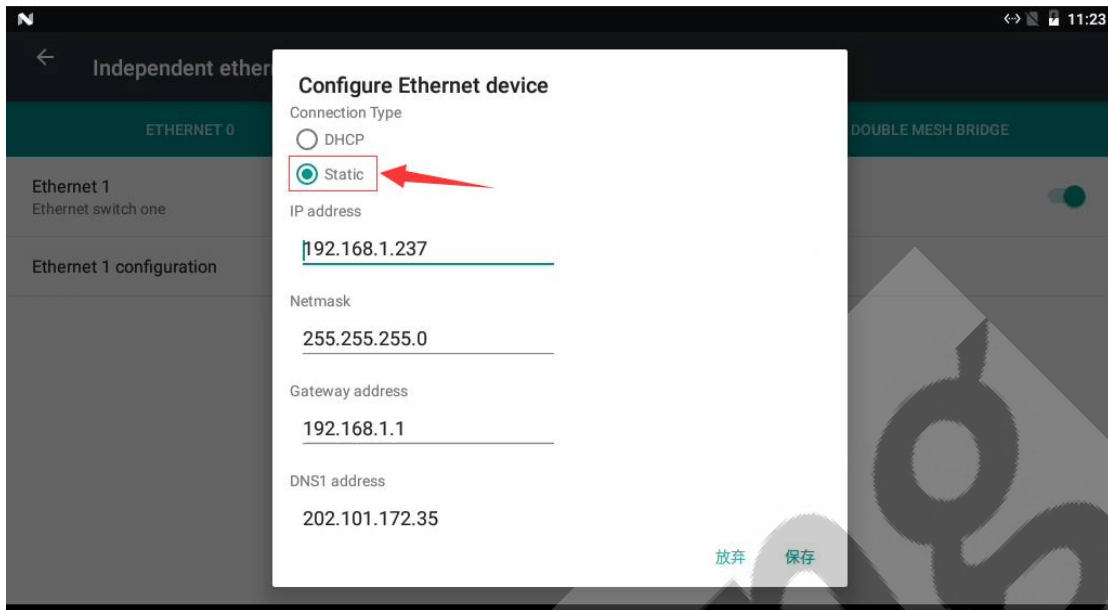 11:23
Independent ether
Configure Ethernet device
Connection Type
DHCP
Static
IP address
192.168.1.237
Netmask
255.255.255.0
Gateway address
192.168.1.1
DNS1 address
202.101.172.35
放弃 保存
ETHERNET 0
DOUBLE MESH BRIDGE
Ethernet 1
Ethernet switch one
Ethernet 1 configuration